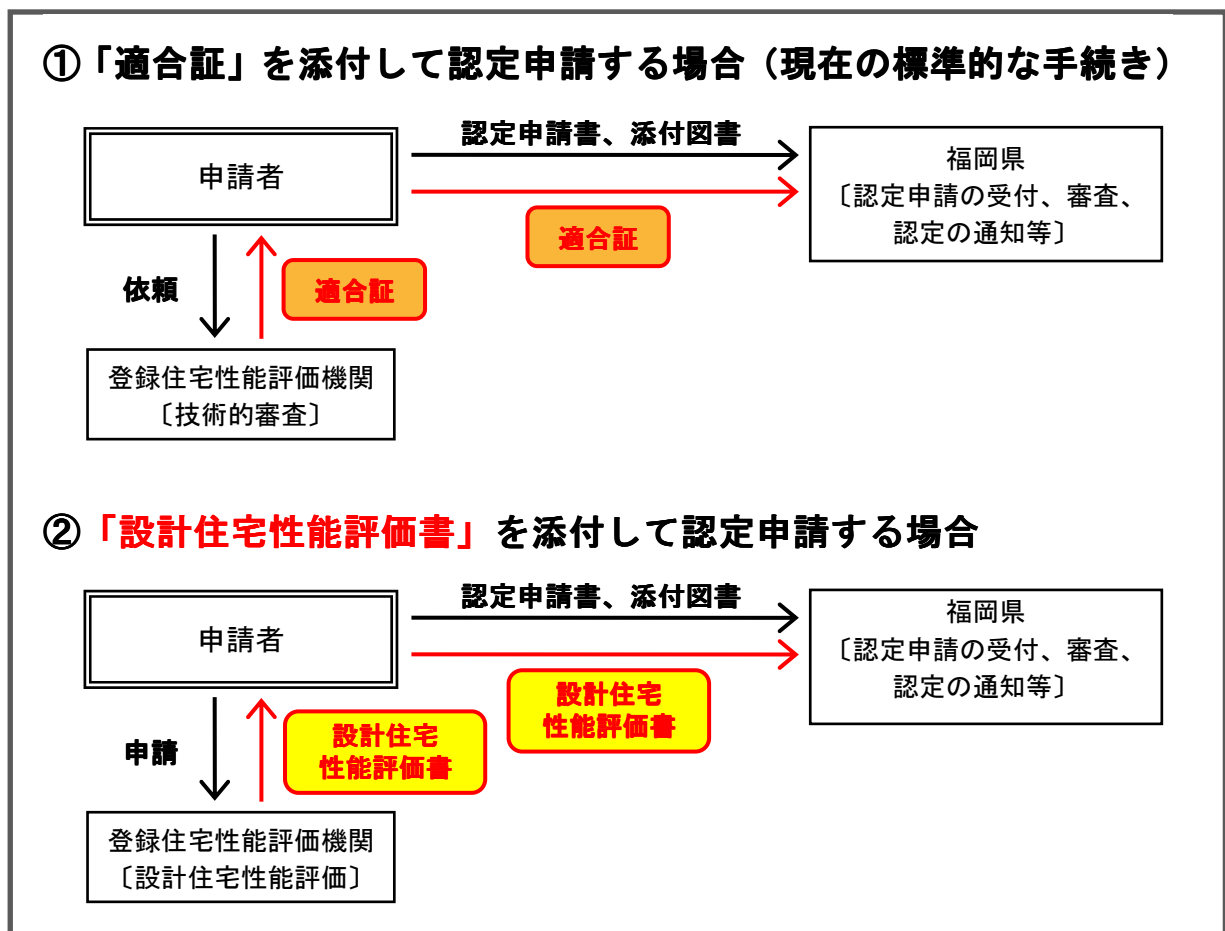 ①「適合証」を添付して認定申請する場合（現在の標準的な手続き）
認定申請書、添付図書
申請者
福岡県
〔認定申請の受付、審査、
認定の通知等〕
適合証
依頼
適合証
登録住宅性能評価機関
〔技術的審査〕
②「設計住宅性能評価書」を添付して認定申請する場合
認定申請書、添付図書
申請者
福岡県
〔認定申請の受付、審査、
認定の通知等〕
設計住宅
性能評価書
申請
設計住宅
性能評価書
登録住宅性能評価機関
〔設計住宅性能評価〕